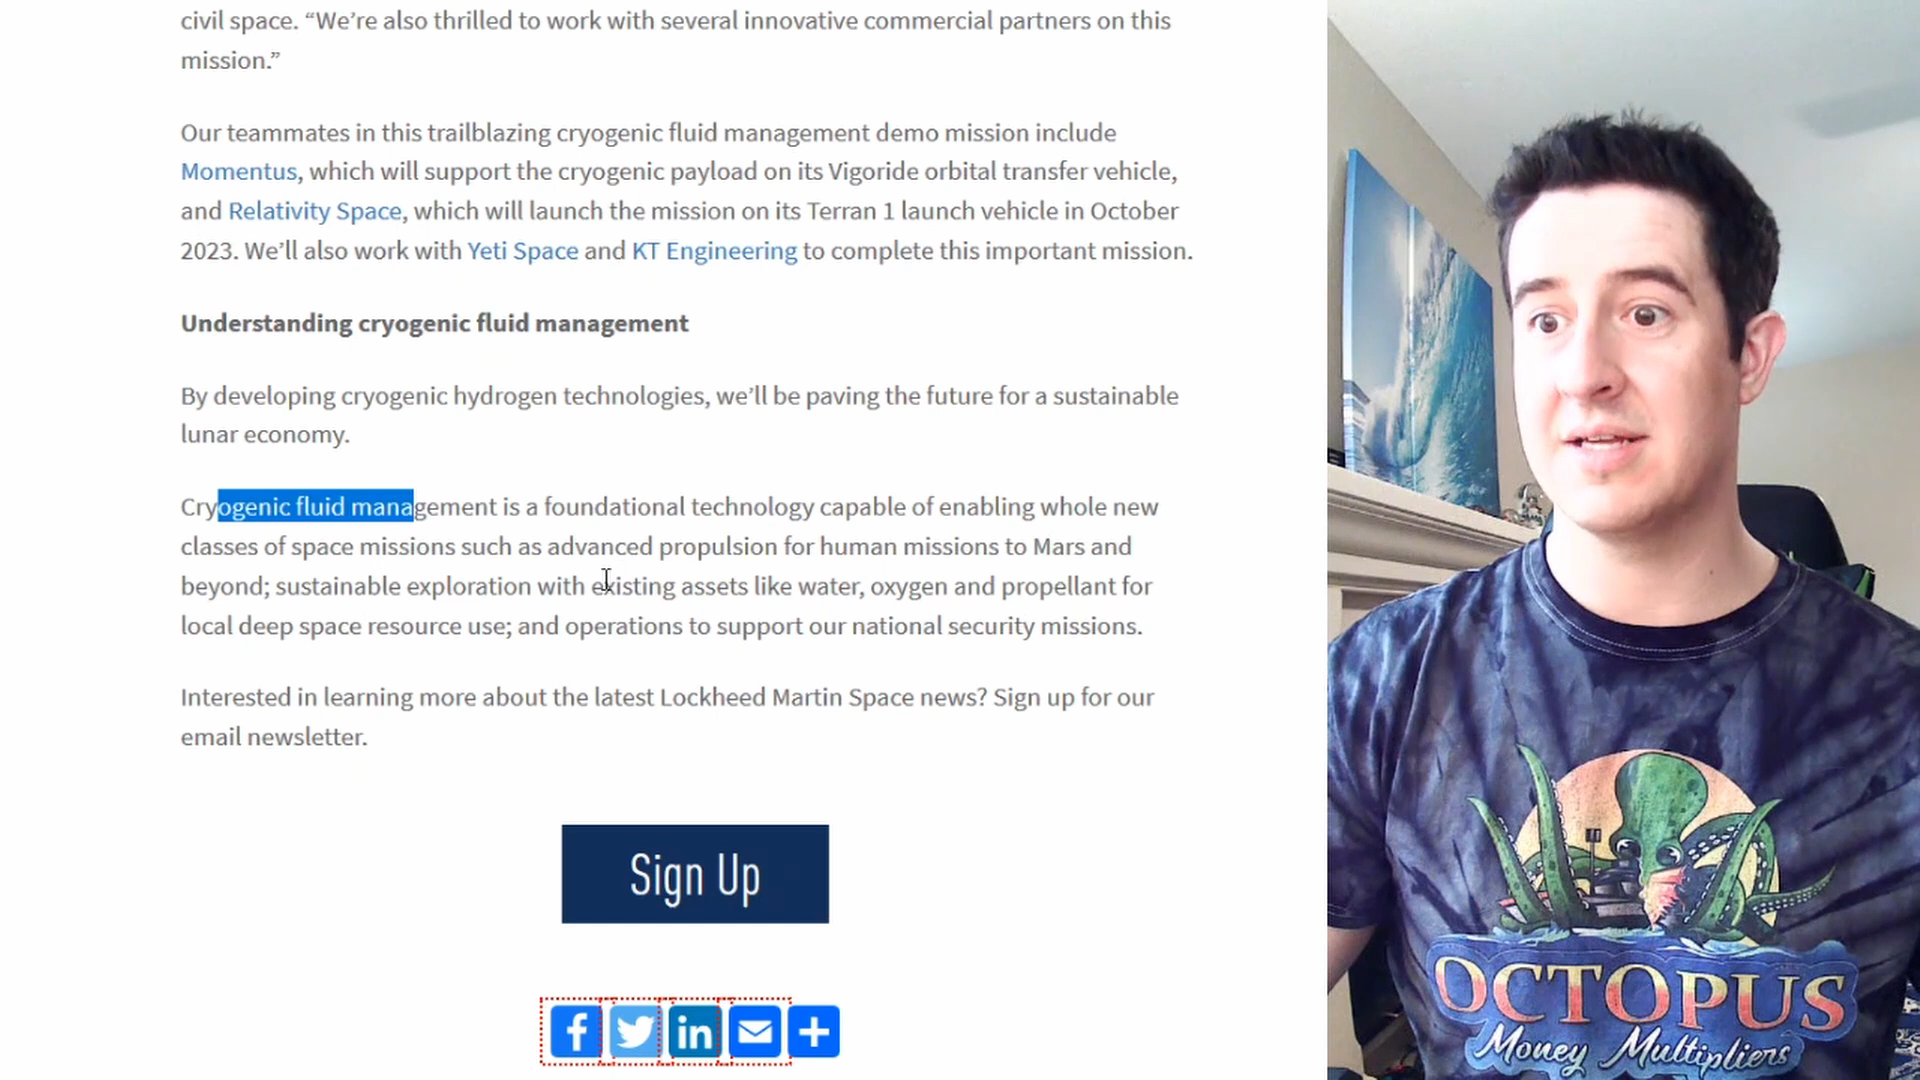 civil space. “We’re also thrilled to work with several innovative commercial partners on this
mission.”
Our teammates in this trailblazing cryogenic fluid management demo mission include
Momentus, which will support the cryogenic payload on its Vigoride orbital transfer vehicle,
and Relativity Space, which will launch the mission on its Terran 1 launch vehicle in October
2023. We’ll also work with Yeti Space and KT Engineering to complete this important mission.
Understanding cryogenic fluid management
By developing cryogenic hydrogen technologies, we’ll be paving the future for a sustainable
lunar economy.
Cryogenic fluid management is a foundational technology capable of enabling whole new
classes of space missions such as advanced propulsion for human missions to Mars and
beyond; sustainable exploration with existing assets like water, oxygen and propellant for
local deep space resource use; and operations to support our national security missions.
Interested in learning more about the latest Lockheed Martin Space news? Sign up for our
email newsletter.
Sign Up
f
in
OCTOPUS
Money Multipliers